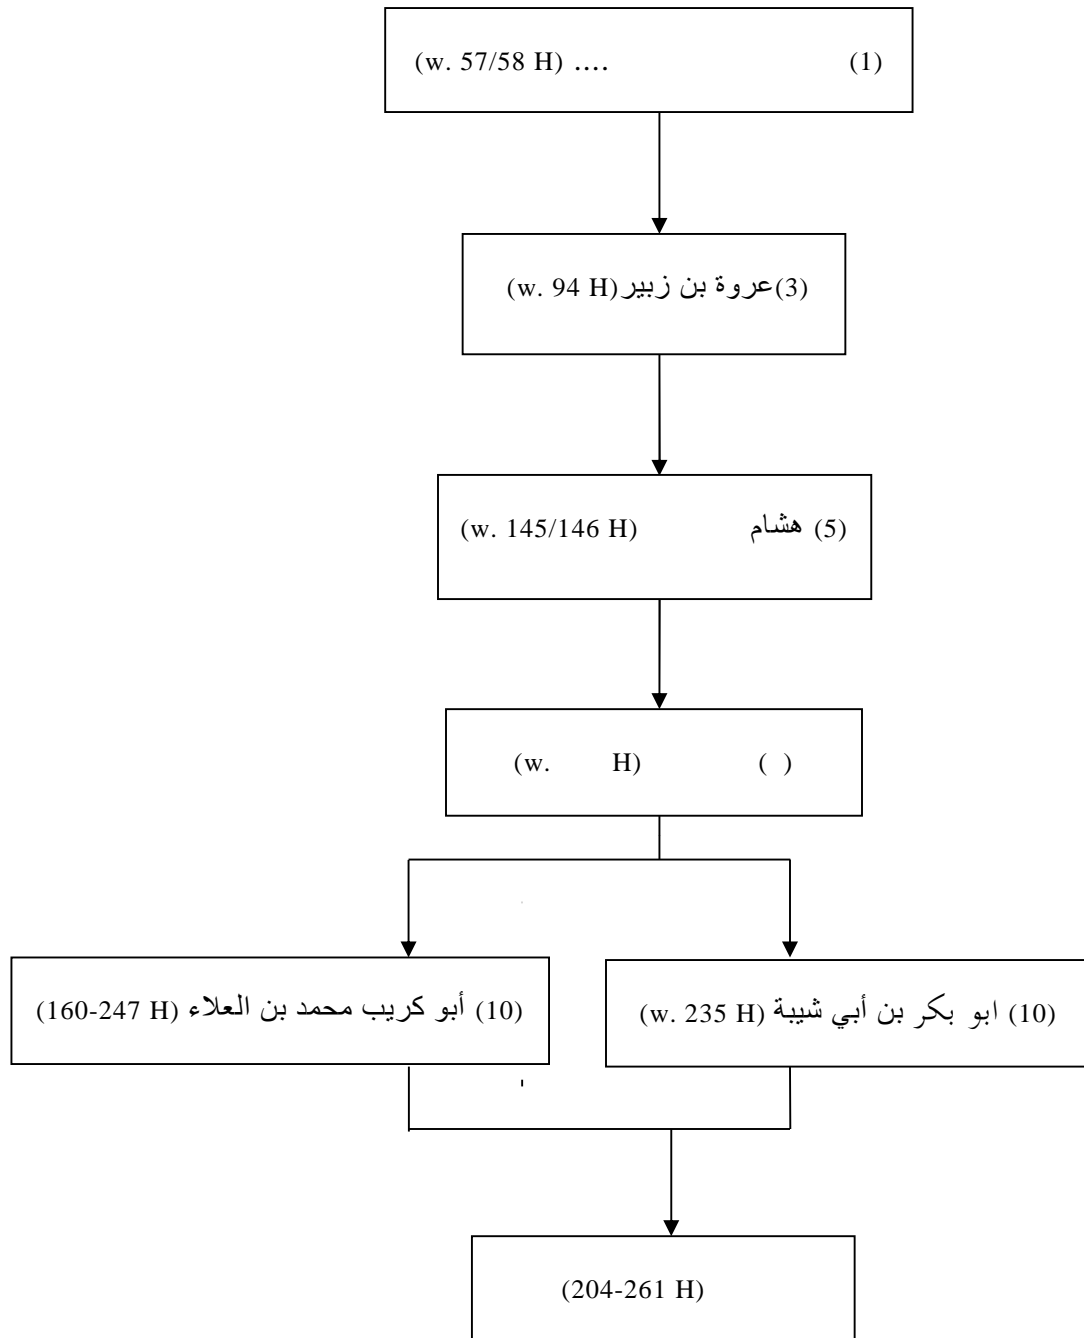 (w. 57/58 H) .... (1)
(3)عروة بن زبير(w. 94 H)
(5) هشام (w. 145/146 H)
(w. H) ( )
(10) أبو كريب محمد بن العلاء (160-247 H)
(10) ابو بكر بن أبي شيبة (w. 235 H)
(204-261 H)